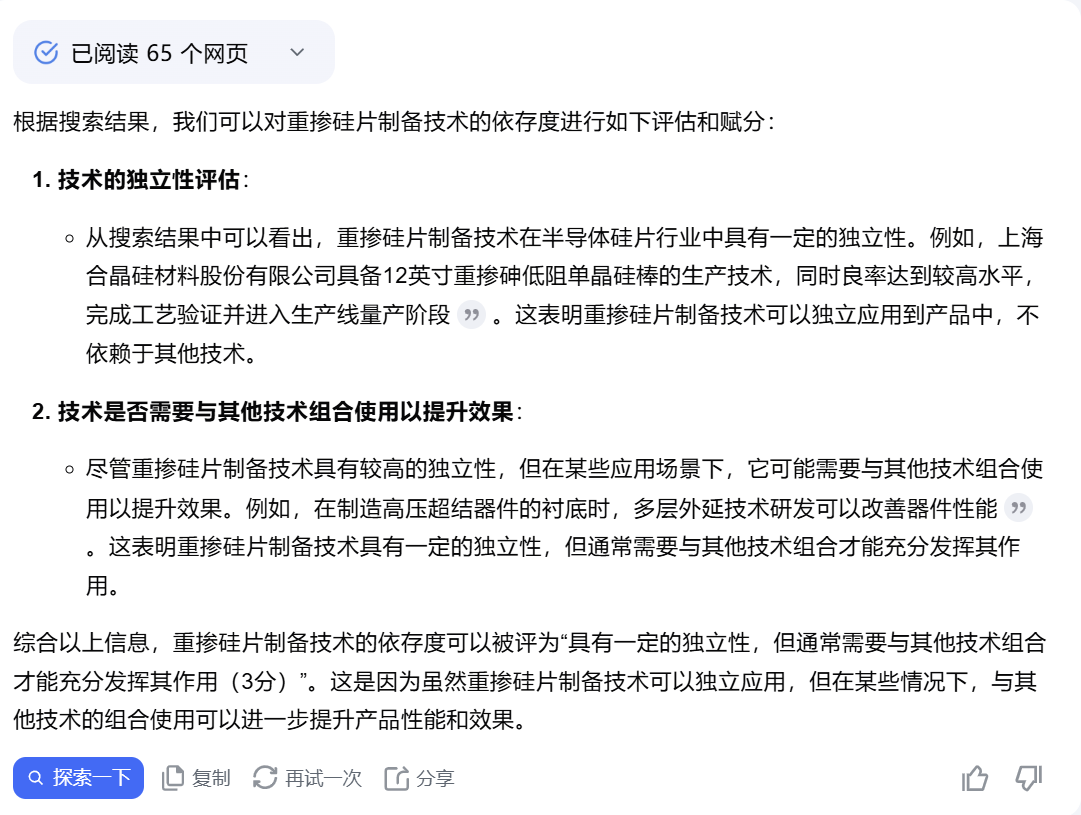 已阅读 65 个网页
根据搜索结果，我们可以对重掺硅片制备技术的依存度进行如下评估和赋分：
1. 技术的独立性评估：
从搜索结果中可以看出，重掺硅片制备技术在半导体硅片行业中具有一定的独立性。例如，上海
合晶硅材料股份有限公司具备12英寸重掺砷低阻单晶硅棒的生产技术，同时良率达到较高水平，
完成工艺验证并进入生产线量产阶段 ” 。这表明重掺硅片制备技术可以独立应用到产品中，不
依赖于其他技术。
2. 技术是否需要与其他技术组合使用以提升效果：
尽管重掺硅片制备技术具有较高的独立性，但在某些应用场景下，它可能需要与其他技术组合使
用以提升效果。例如，在制造高压超结器件的衬底时，多层外延技术研发可以改善器件性能 ”
。这表明重掺硅片制备技术具有一定的独立性，但通常需要与其他技术组合才能充分发挥其作
用。
综合以上信息，重掺硅片制备技术的依存度可以被评为“具有一定的独立性，但通常需要与其他技术组合
才能充分发挥其作用（3分）”。这是因为虽然重掺硅片制备技术可以独立应用，但在某些情况下，与其
他技术的组合使用可以进一步提升产品性能和效果。
探索一下 复制 再试一次 分享